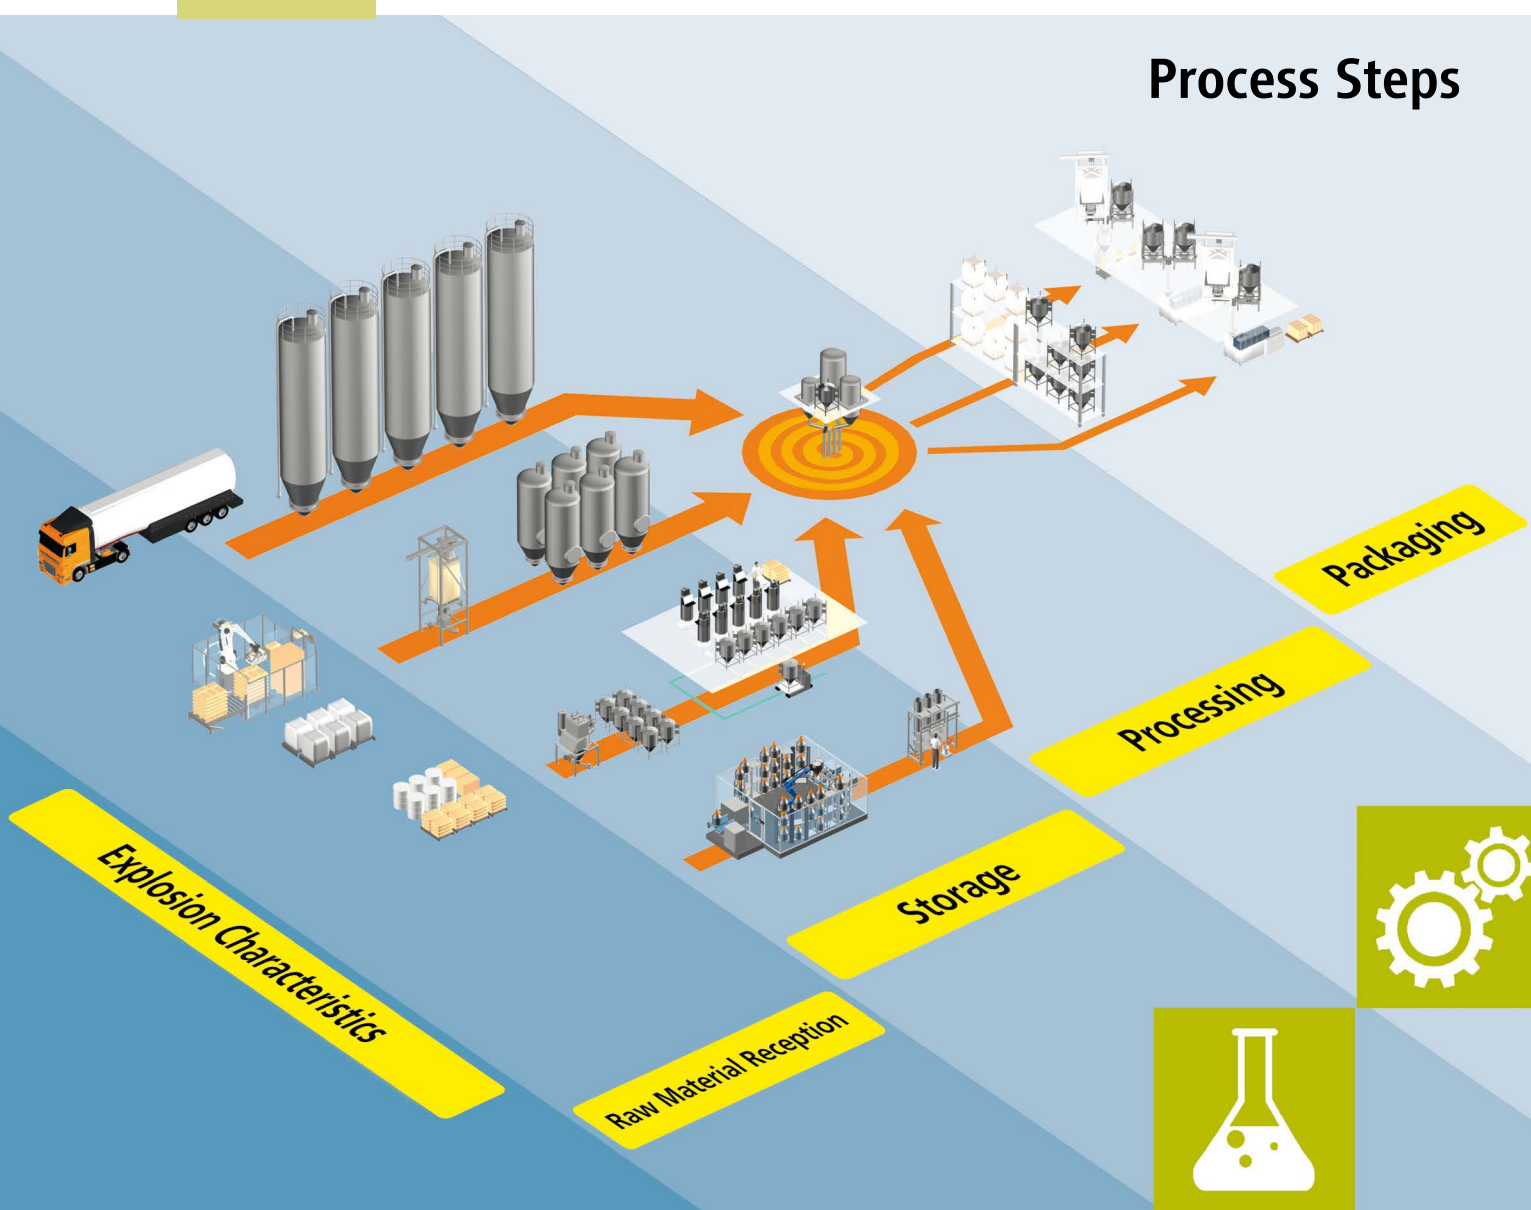 Process Steps
Packaging
Processing
Storage
Raw Material Reception
Explosion Characteristics